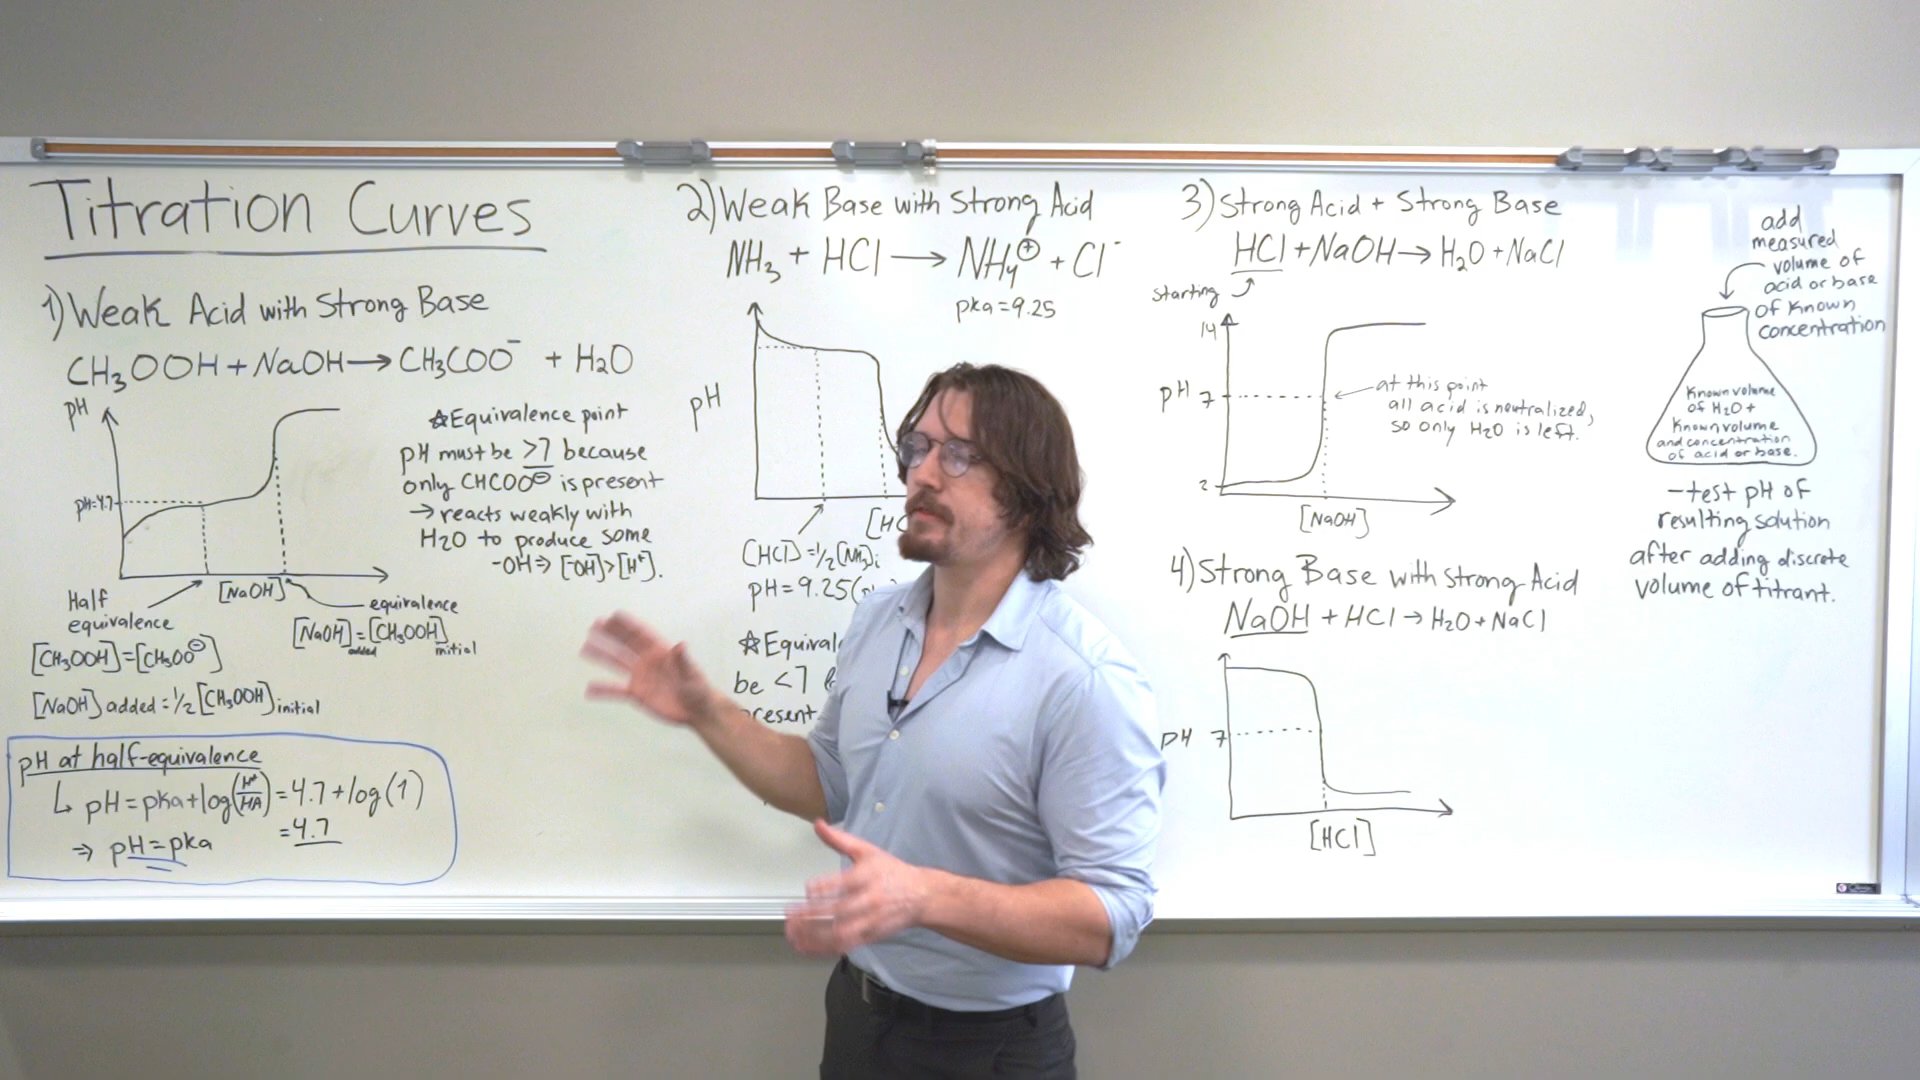 Titration Curves
1) Weak Acid with Strong Base
CH₃OOH + NaOH → CH₃COO⁻ + H₂O
pH
pH=4.7
[NaOH]
Half
equivalence
[CH₃OOH]=[CH₃OO⊖]
[NaOH] added = 1/2 [CH₃OOH] initial
equivalence
[NaOH]added = [CH₃OOH]initial
☆Equivalence point
pH must be >7 because
only CHCOO⊖ is present
→ reacts weakly with
H₂O to produce some
-OH ⇒ [⁻OH]>[H⁺].
pH at half-equivalence
↳ pH = pka + log(H⁺/HA) = 4.7 + log(1)
= 4.7
⇒ pH = pka
2) Weak Base with Strong Acid
NH₃ + HCl → NH₄⊕ + Cl⁻
pka = 9.25
pH
[HC
[HCl] = 1/2 [NH₃]i
pH = 9.25 (
☆Equival
be <7
present
3) Strong Acid + Strong Base
HCl + NaOH → H₂O + NaCl
starting
14
pH 7
2
at this point
all acid is neutralized,
so only H₂O is left.
[NaOH]
4) Strong Base with Strong Acid
NaOH + HCl → H₂O + NaCl
pH 7
[HCl]
add
measured
volume of
acid or base
of known
concentration
Known volume
of H₂O +
Known volume
and concentration
of acid or base.
-test pH of
resulting solution
after adding discrete
volume of titrant.